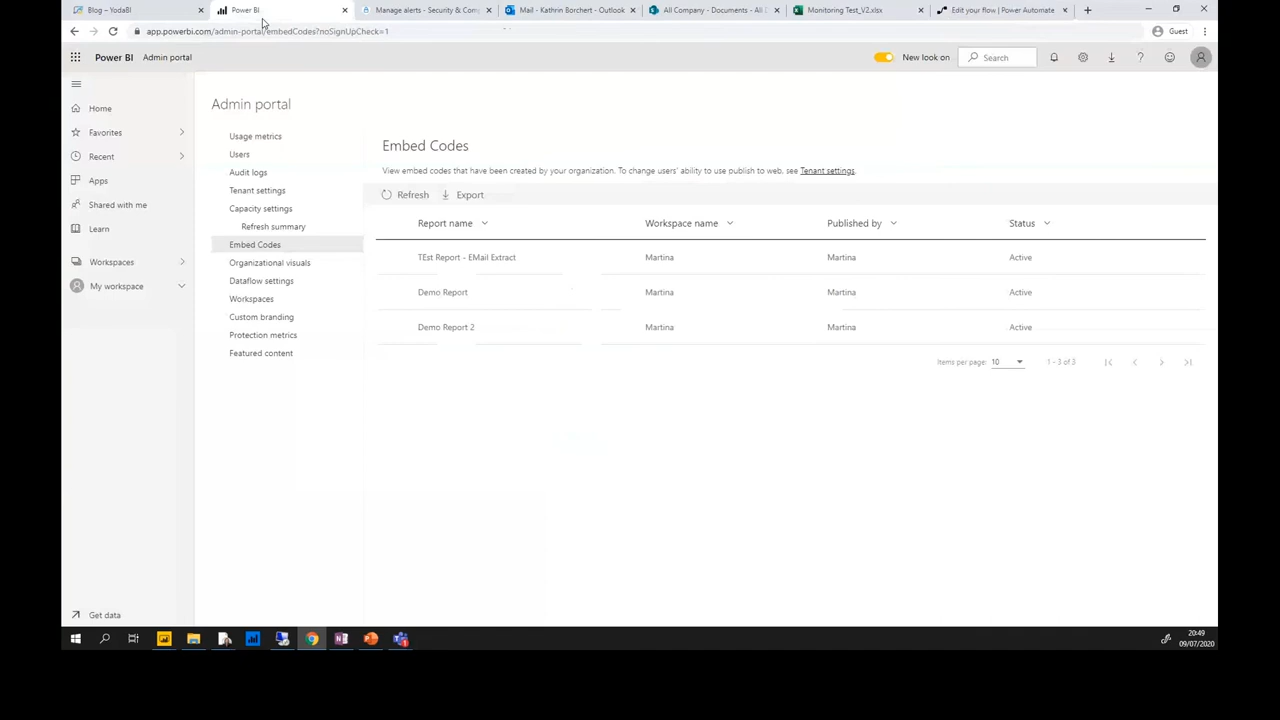 Blog – YodaBI
Power BI
Manage alerts - Security & Com
Mail - Kathrin Borchert - Outlook
All Company - Documents - All D
Monitoring Test_V2.xlsx
Edit your flow | Power Automate
app.powerbi.com/admin-portal/embedCodes?noSignUpCheck=1
Guest
Power BI
Admin portal
New look on
Search
Home
Favorites
Recent
Apps
Shared with me
Learn
Workspaces
My workspace
Get data
Admin portal
Usage metrics
Users
Audit logs
Tenant settings
Capacity settings
Refresh summary
Embed Codes
Organizational visuals
Dataflow settings
Workspaces
Custom branding
Protection metrics
Featured content
Embed Codes
View embed codes that have been created by your organization. To change users' ability to use publish to web, see Tenant settings.
Refresh
Export
Report name Workspace name Published by Status
TEst Report - EMail Extract Martina Martina Active
Demo Report Martina Martina Active
Demo Report 2 Martina Martina Active
Items per page: 10 1 - 3 of 3
20:49
09/07/2020